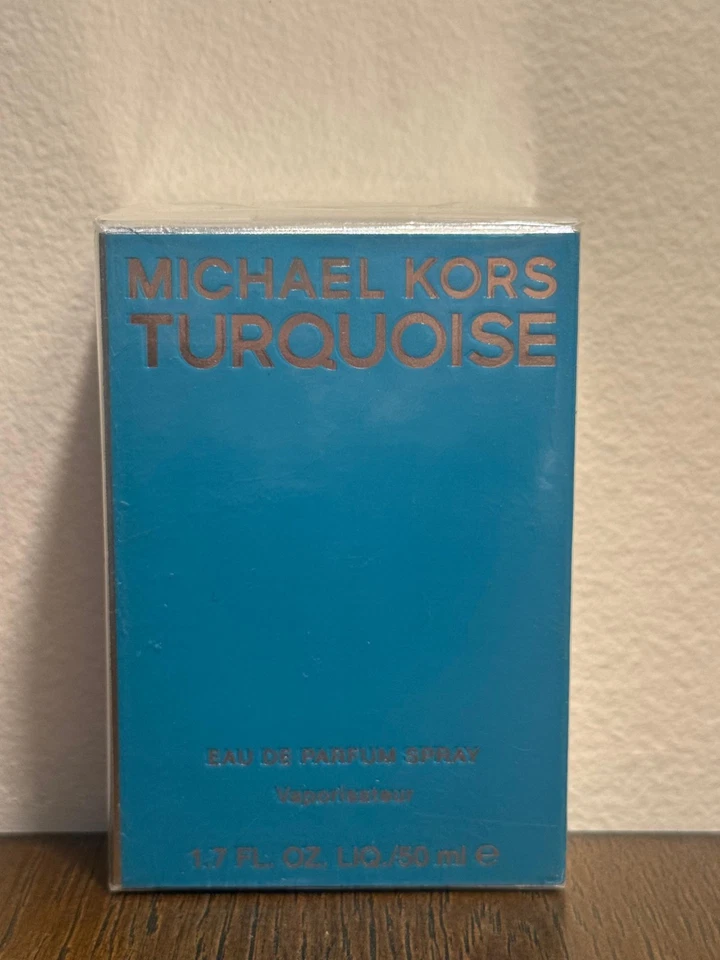 MICHAEL KORS
TURQUOISE
EAU DE PARFUM SPRAY
Vaporisateur
1.7 FL. OZ. LIQ./50 ml ℮